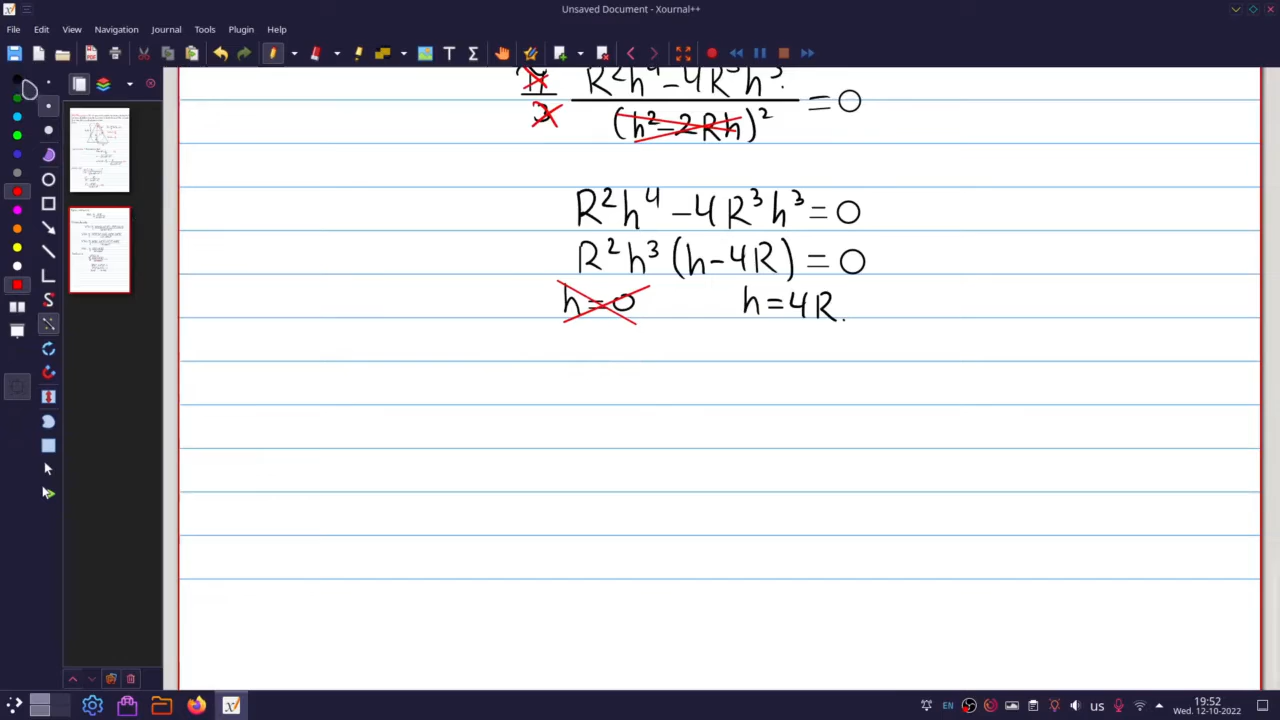 Unsaved Document - Xournal++
File Edit View Navigation Journal Tools Plugin Help
π/3 (R²h⁴-4R³h³)/(h²-2Rh)² = 0
R²h⁴ - 4R³h³ = 0
R²h³ (h-4R) = 0
h=0 h=4R.
EN us 19:52
Wed. 12-10-2022